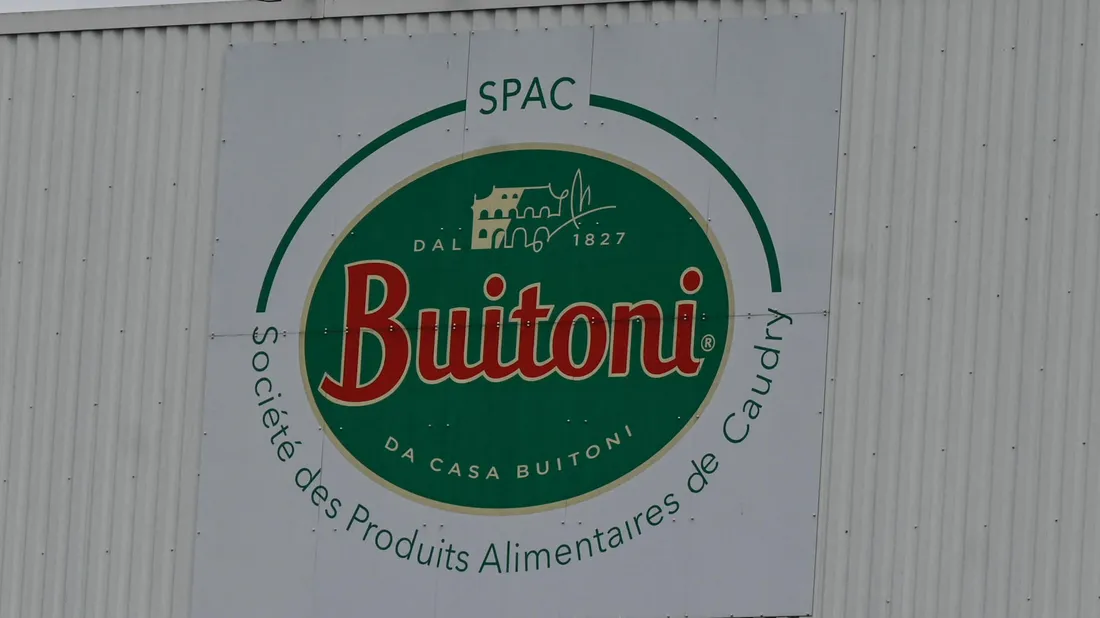 SPAC
DAL 1827
Buitoni®
DA CASA BUITONI
Société des Produits Alimentaires de Caudry